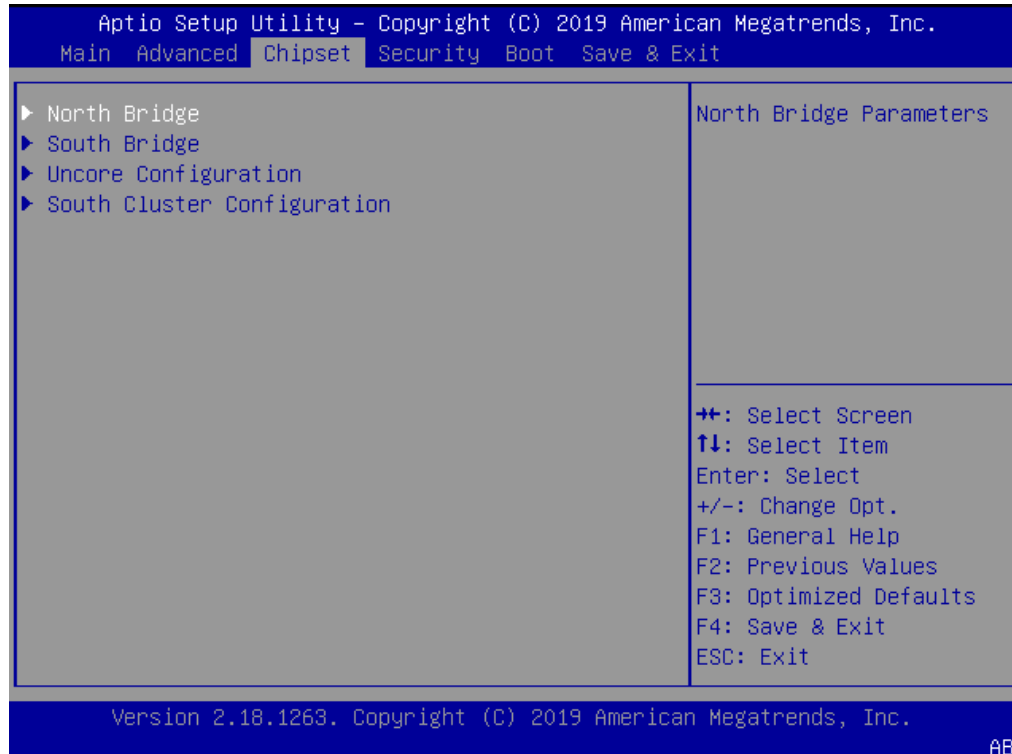 Aptio Setup Utility – Copyright (C) 2019 American Megatrends, Inc.
Main Advanced Chipset Security Boot Save & Exit
▶ North Bridge
▶ South Bridge
▶ Uncore Configuration
▶ South Cluster Configuration
North Bridge Parameters
→←: Select Screen
↑↓: Select Item
Enter: Select
+/-: Change Opt.
F1: General Help
F2: Previous Values
F3: Optimized Defaults
F4: Save & Exit
ESC: Exit
Version 2.18.1263. Copyright (C) 2019 American Megatrends, Inc.